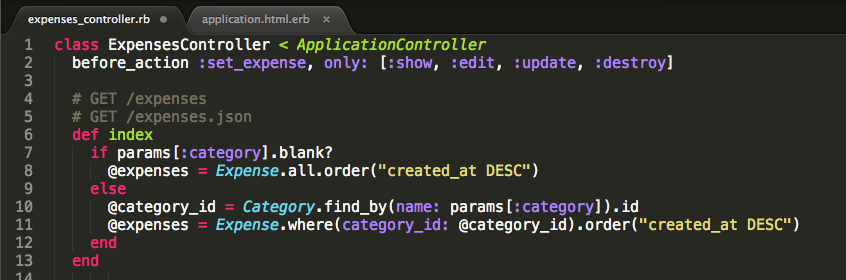 expenses_controller.rb
application.html.erb ×
1 class ExpensesController < ApplicationController
2   before_action :set_expense, only: [:show, :edit, :update, :destroy]
3
4   # GET /expenses
5   # GET /expenses.json
6   def index
7     if params[:category].blank?
8       @expenses = Expense.all.order("created_at DESC")
9     else
10       @category_id = Category.find_by(name: params[:category]).id
11       @expenses = Expense.where(category_id: @category_id).order("created_at DESC")
12     end
13   end
14